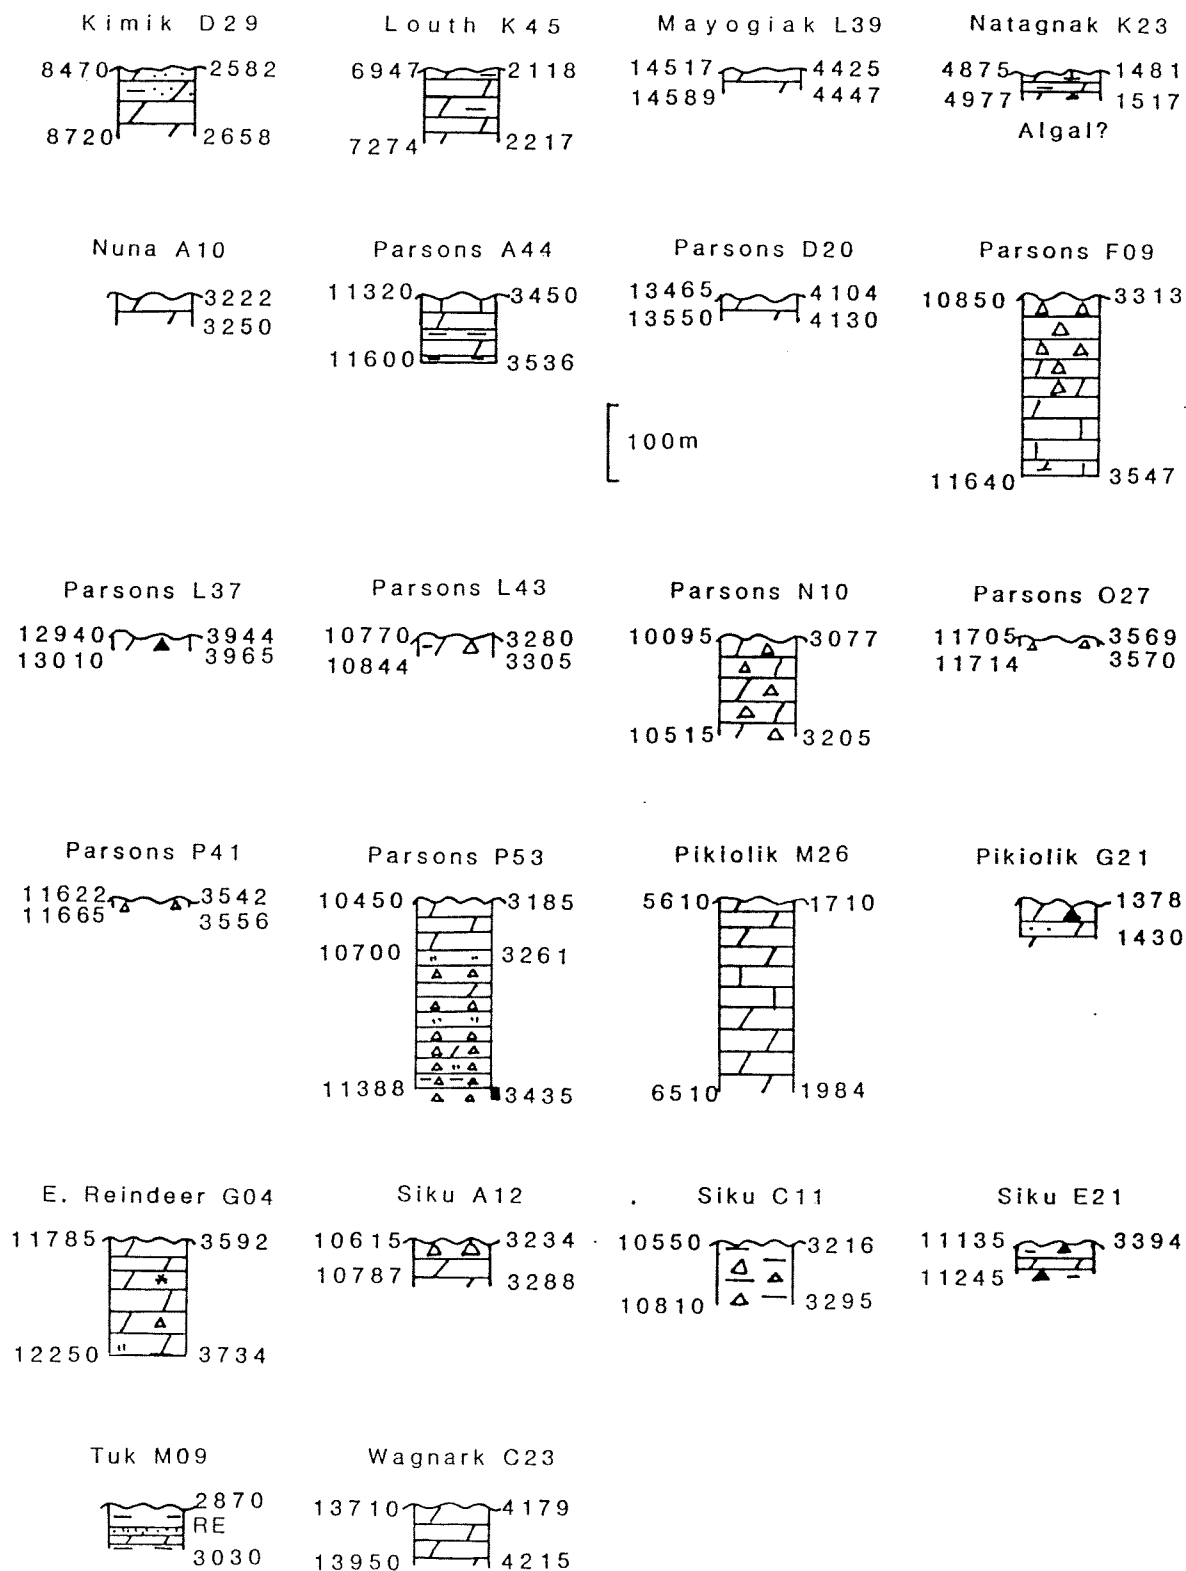 Kimik D29
8470 2582
8720 2658
Louth K45
6947 2118
7274 2217
Mayogiak L39
14517 4425
14589 4447
Natagnak K23
4875 1481
4977 1517
Algal?
Nuna A10
3222
3250
Parsons A44
11320 3450
11600 3536
Parsons D20
13465 4104
13550 4130
Parsons F09
10850 3313
11640 3547
100m
Parsons L37
12940 3944
13010 3965
Parsons L43
10770 3280
10844 3305
Parsons N10
10095 3077
10515 3205
Parsons O27
11705 3569
11714 3570
Parsons P41
11622 3542
11665 3556
Parsons P53
10450 3185
10700 3261
11388 3435
Pikiolik M26
5610 1710
6510 1984
Pikiolik G21
1378
1430
E. Reindeer G04
11785 3592
12250 3734
Siku A12
10615 3234
10787 3288
Siku C11
10550 3216
10810 3295
Siku E21
11135 3394
11245
Tuk M09
2870
RE
3030
Wagnark C23
13710 4179
13950 4215